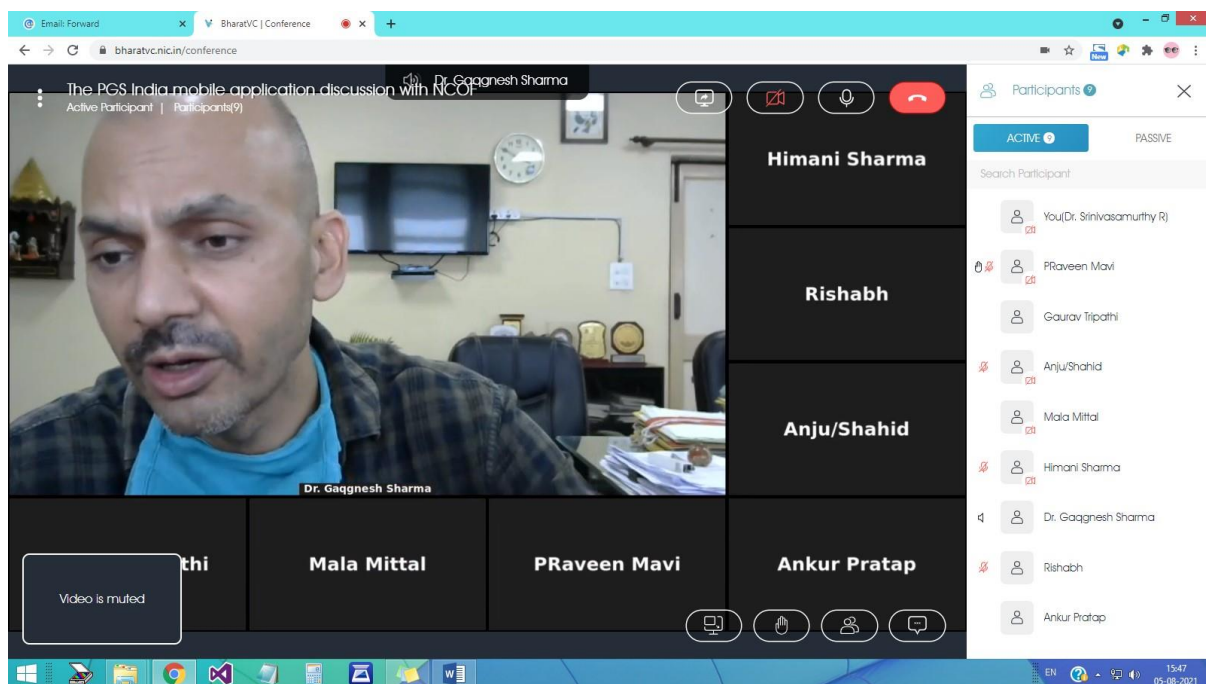 Email: Forward
BharatVC | Conference
bharatvc.nic.in/conference
New
The PGS India mobile application discussion with NCOF
Dr. Gaqgnesh Sharma
Active Participant | Participants(9)
Dr. Gaqgnesh Sharma
Himani Sharma
Rishabh
Anju/Shahid
thi
Mala Mittal
PRaveen Mavi
Ankur Pratap
Video is muted
Participants 9
ACTIVE 9
PASSIVE
Search Participant
You(Dr. Srinivasamurthy R)
PRaveen Mavi
Gaurav Tripathi
Anju/Shahid
Mala Mittal
Himani Sharma
Dr. Gaqgnesh Sharma
Rishabh
Ankur Pratap
EN
15:47
05-08-2021